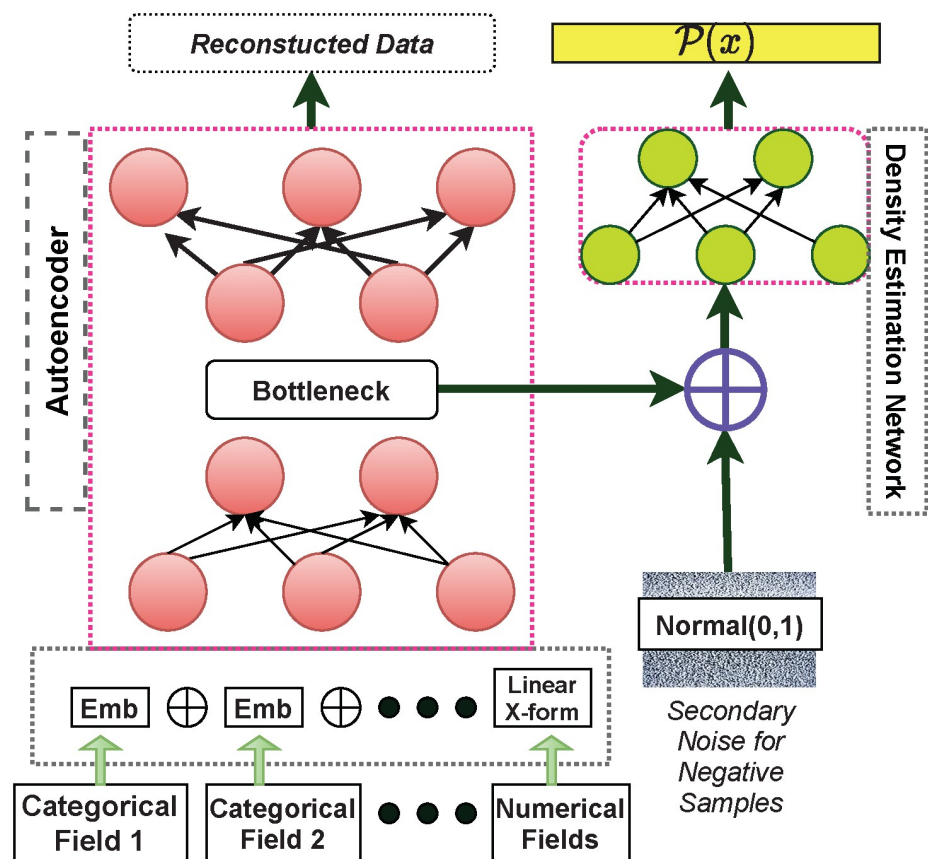 Reconstucted Data
𝒫(x)
Autoencoder
Density Estimation Network
Bottleneck
Normal(0,1)
Secondary
Noise for
Negative
Samples
Emb
Emb
Linear
X-form
Categorical
Field 1
Categorical
Field 2
Numerical
Fields